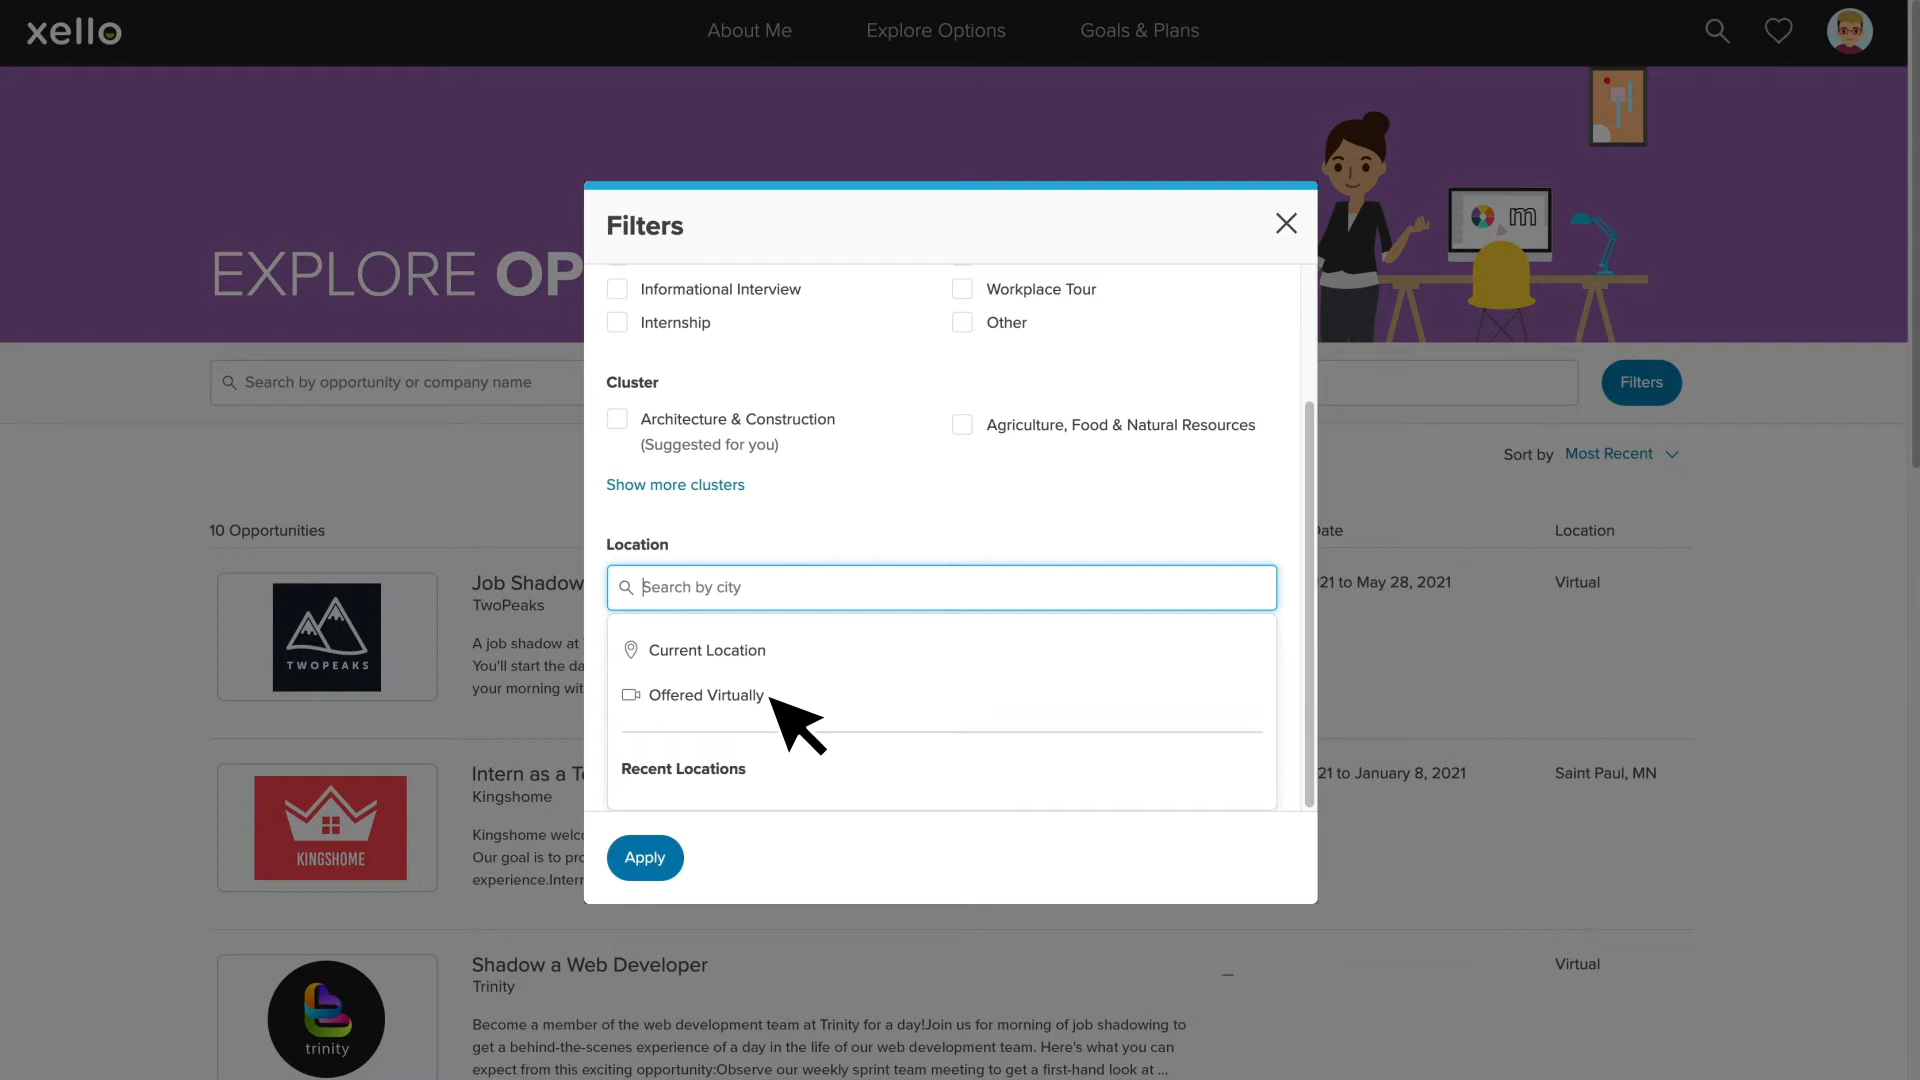 xello
About Me
Explore Options
Goals & Plans
EXPLORE OP
m
Filters
Informational Interview
Workplace Tour
Internship
Other
Cluster
Architecture & Construction
(Suggested for you)
Agriculture, Food & Natural Resources
Show more clusters
Location
Search by city
Current Location
Offered Virtually
Recent Locations
Apply
Search by opportunity or company name
Filters
Sort by Most Recent
10 Opportunities
Date
Location
TWOPEAKS
Job Shadow
TwoPeaks
A job shadow at
You'll start the da
your morning wit
21 to May 28, 2021
Virtual
KINGSHOME
Intern as a Te
Kingshome
Kingshome welco
Our goal is to pro
experience.Intern
21 to January 8, 2021
Saint Paul, MN
trinity
Shadow a Web Developer
Trinity
Become a member of the web development team at Trinity for a day!Join us for morning of job shadowing to
get a behind-the-scenes experience of a day in the life of our web development team. Here's what you can
expect from this exciting opportunity:Observe our weekly sprint team meeting to get a first-hand look at ...
–
Virtual